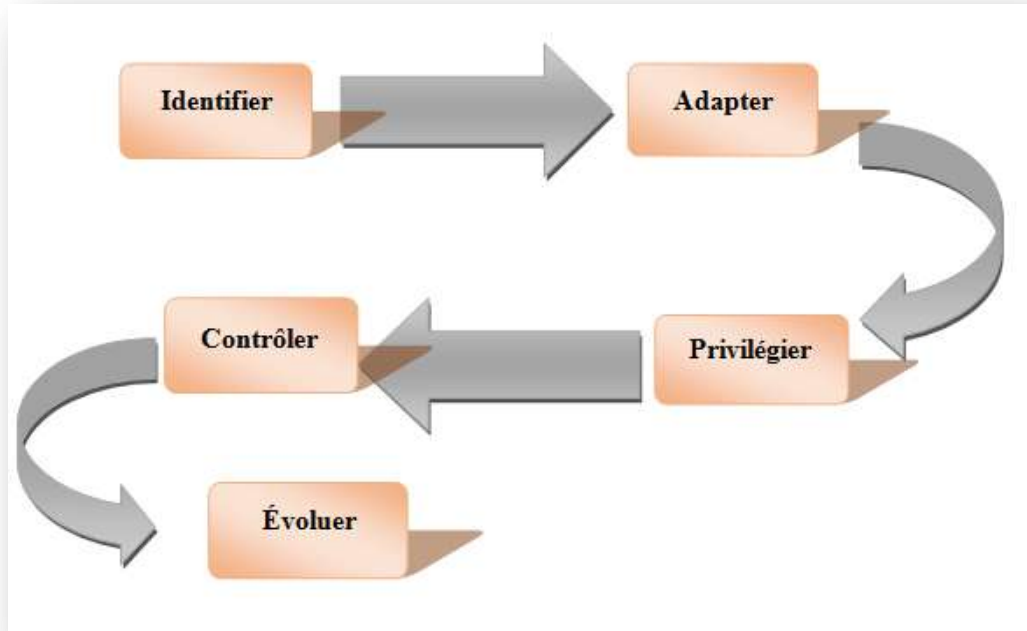 Identifier
Adapter
Privilégier
Contrôler
Évoluer